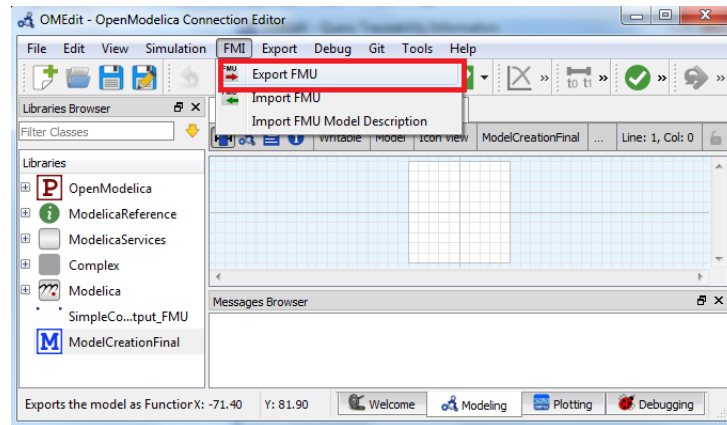 OMEdit - OpenModelica Connection Editor
File Edit View Simulation FMI Export Debug Git Tools Help
FMU Export FMU
Import FMU
Import FMU Model Description
to ti
Libraries Browser
Filter Classes
Writable Model Icon View ModelCreationFinal ... Line: 1, Col: 0
Libraries
P OpenModelica
i ModelicaReference
ModelicaServices
Complex
Modelica
SimpleCo...tput_FMU
M ModelCreationFinal
Messages Browser
Exports the model as Function X: -71.40 Y: 81.90 Welcome Modeling Plotting Debugging